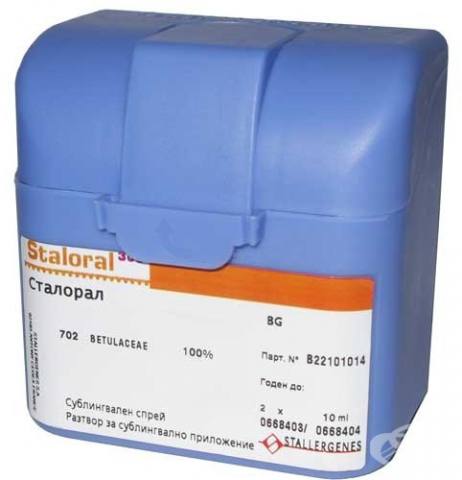 Staloral 300
Сталорал
BG
702 BETULACEAE 100%
Парт. № B22101014
Годен до:
2 x 10 ml
0668403/ 0668404
Сублингвален спрей
Разтвор за сублингвално приложение
STALLERGENES